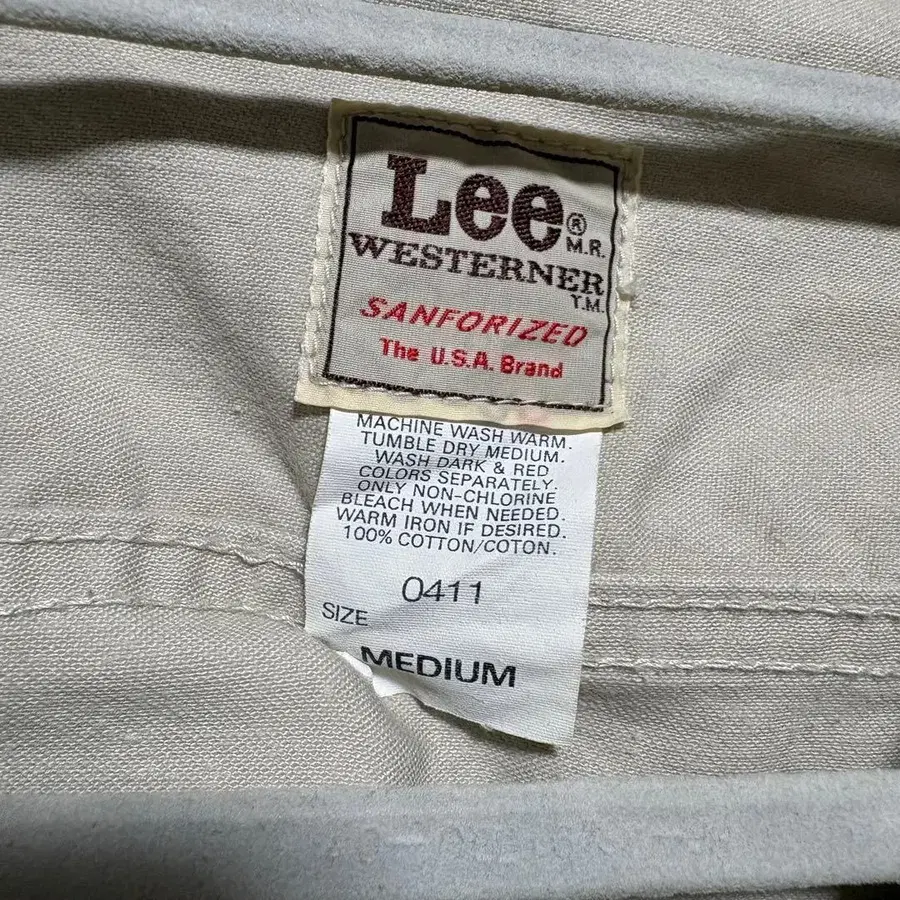 Lee® M.R.
WESTERNER T.M.
SANFORIZED
The U.S.A. Brand
MACHINE WASH WARM.
TUMBLE DRY MEDIUM.
WASH DARK & RED
COLORS SEPARATELY.
ONLY NON-CHLORINE
BLEACH WHEN NEEDED.
WARM IRON IF DESIRED.
100% COTTON/COTON.
0411
SIZE
MEDIUM